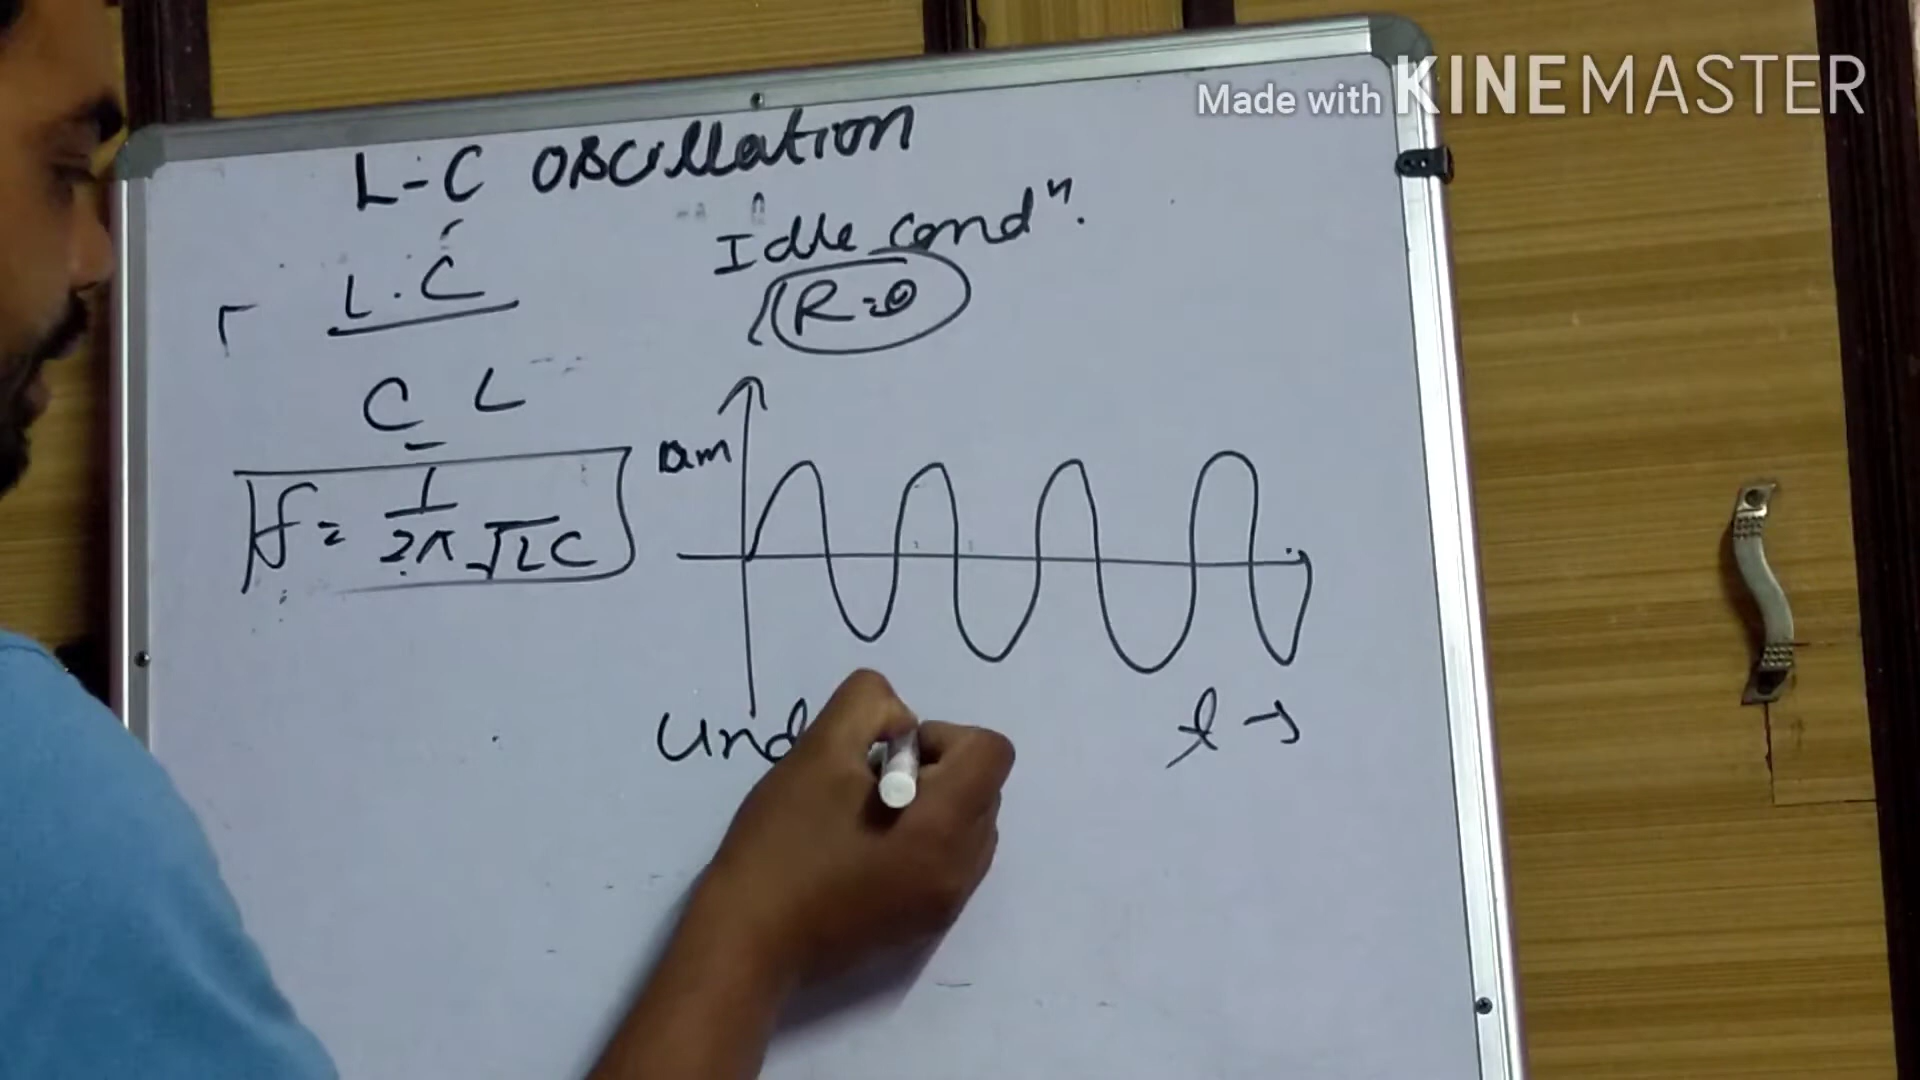 Made with KINEMASTER
L-C OSCillation
Idle condⁿ.
L.C
R=0
C L
am
f = 1/2π √LC
Und
t →